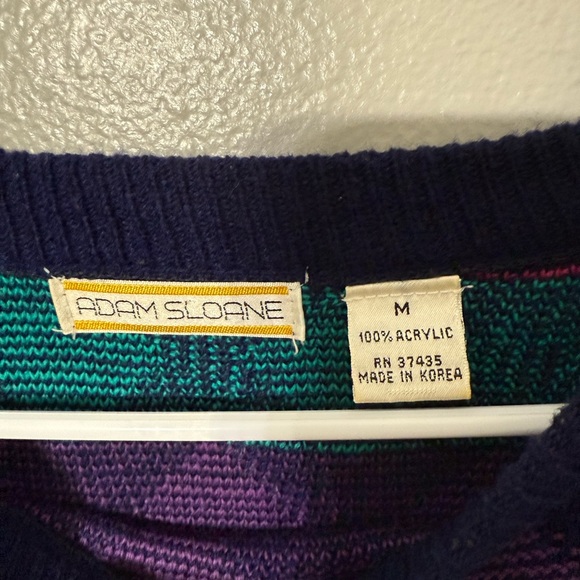 ADAM SLOANE
M
100% ACRYLIC
RN 37435
MADE IN KOREA